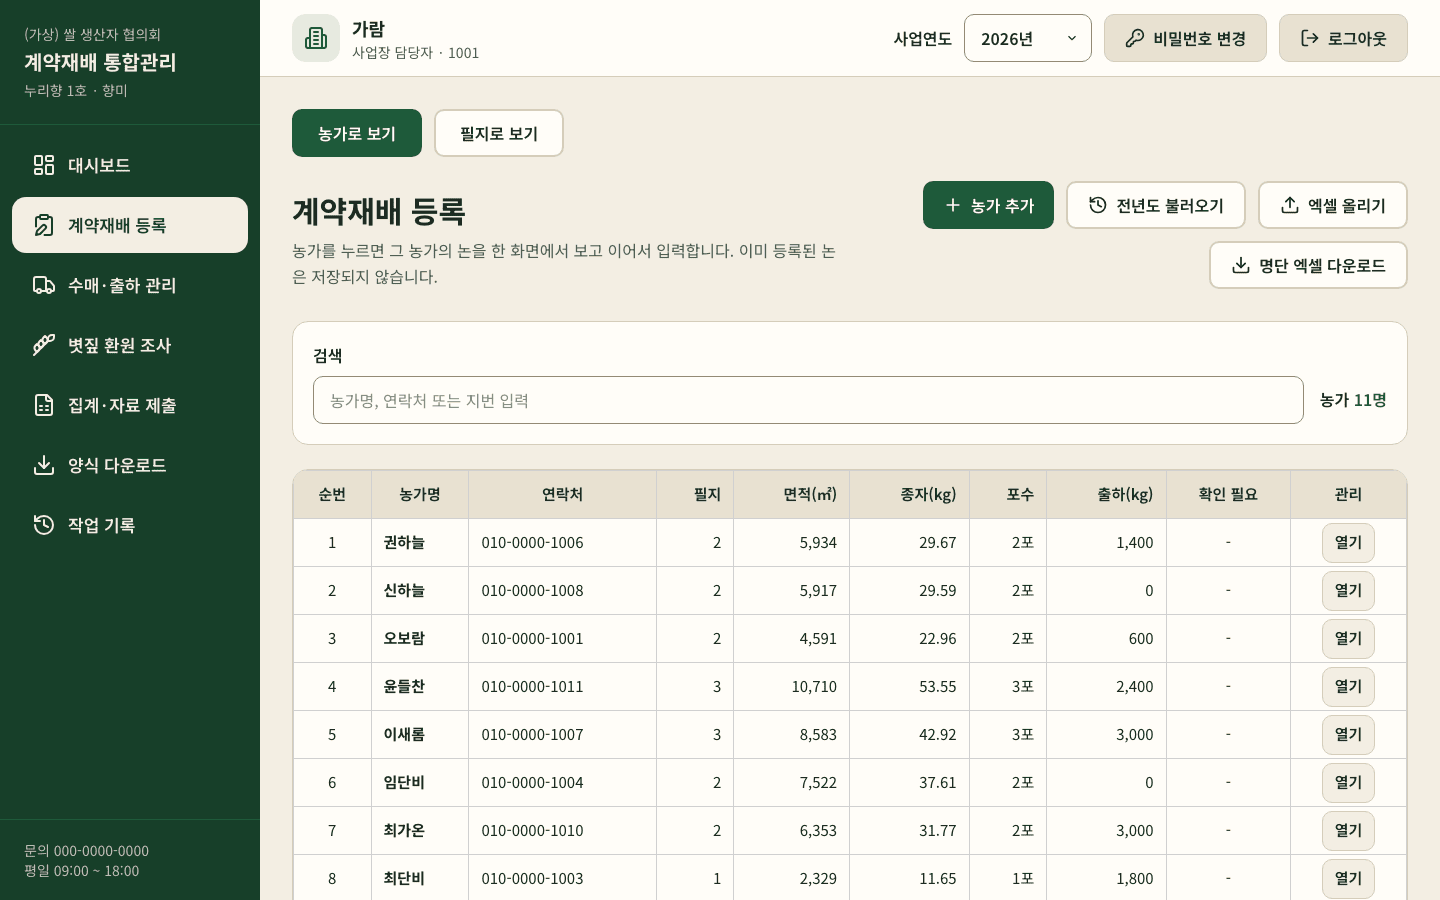 (가상) 쌀 생산자 협의회
계약재배 통합관리
누리향 1호 · 향미
대시보드
계약재배 등록
수매·출하 관리
볏짚 환원 조사
집계·자료 제출
양식 다운로드
작업 기록
문의 000-0000-0000
평일 09:00 ~ 18:00
가람
사업장 담당자 · 1001
사업연도 2026년 비밀번호 변경 로그아웃
농가로 보기 필지로 보기
계약재배 등록
농가를 누르면 그 농가의 논을 한 화면에서 보고 이어서 입력합니다. 이미 등록된 논
은 저장되지 않습니다.
농가 추가 전년도 불러오기 엑셀 올리기
명단 엑셀 다운로드
검색
농가명, 연락처 또는 지번 입력 농가 11명
순번 농가명 연락처 필지 면적(㎡) 종자(kg) 포수 출하(kg) 확인 필요 관리
1 권하늘 010-0000-1006 2 5,934 29.67 2포 1,400 - 열기
2 신하늘 010-0000-1008 2 5,917 29.59 2포 0 - 열기
3 오보람 010-0000-1001 2 4,591 22.96 2포 600 - 열기
4 윤들찬 010-0000-1011 3 10,710 53.55 3포 2,400 - 열기
5 이새롬 010-0000-1007 3 8,583 42.92 3포 3,000 - 열기
6 임단비 010-0000-1004 2 7,522 37.61 2포 0 - 열기
7 최가온 010-0000-1010 2 6,353 31.77 2포 3,000 - 열기
8 최단비 010-0000-1003 1 2,329 11.65 1포 1,800 - 열기